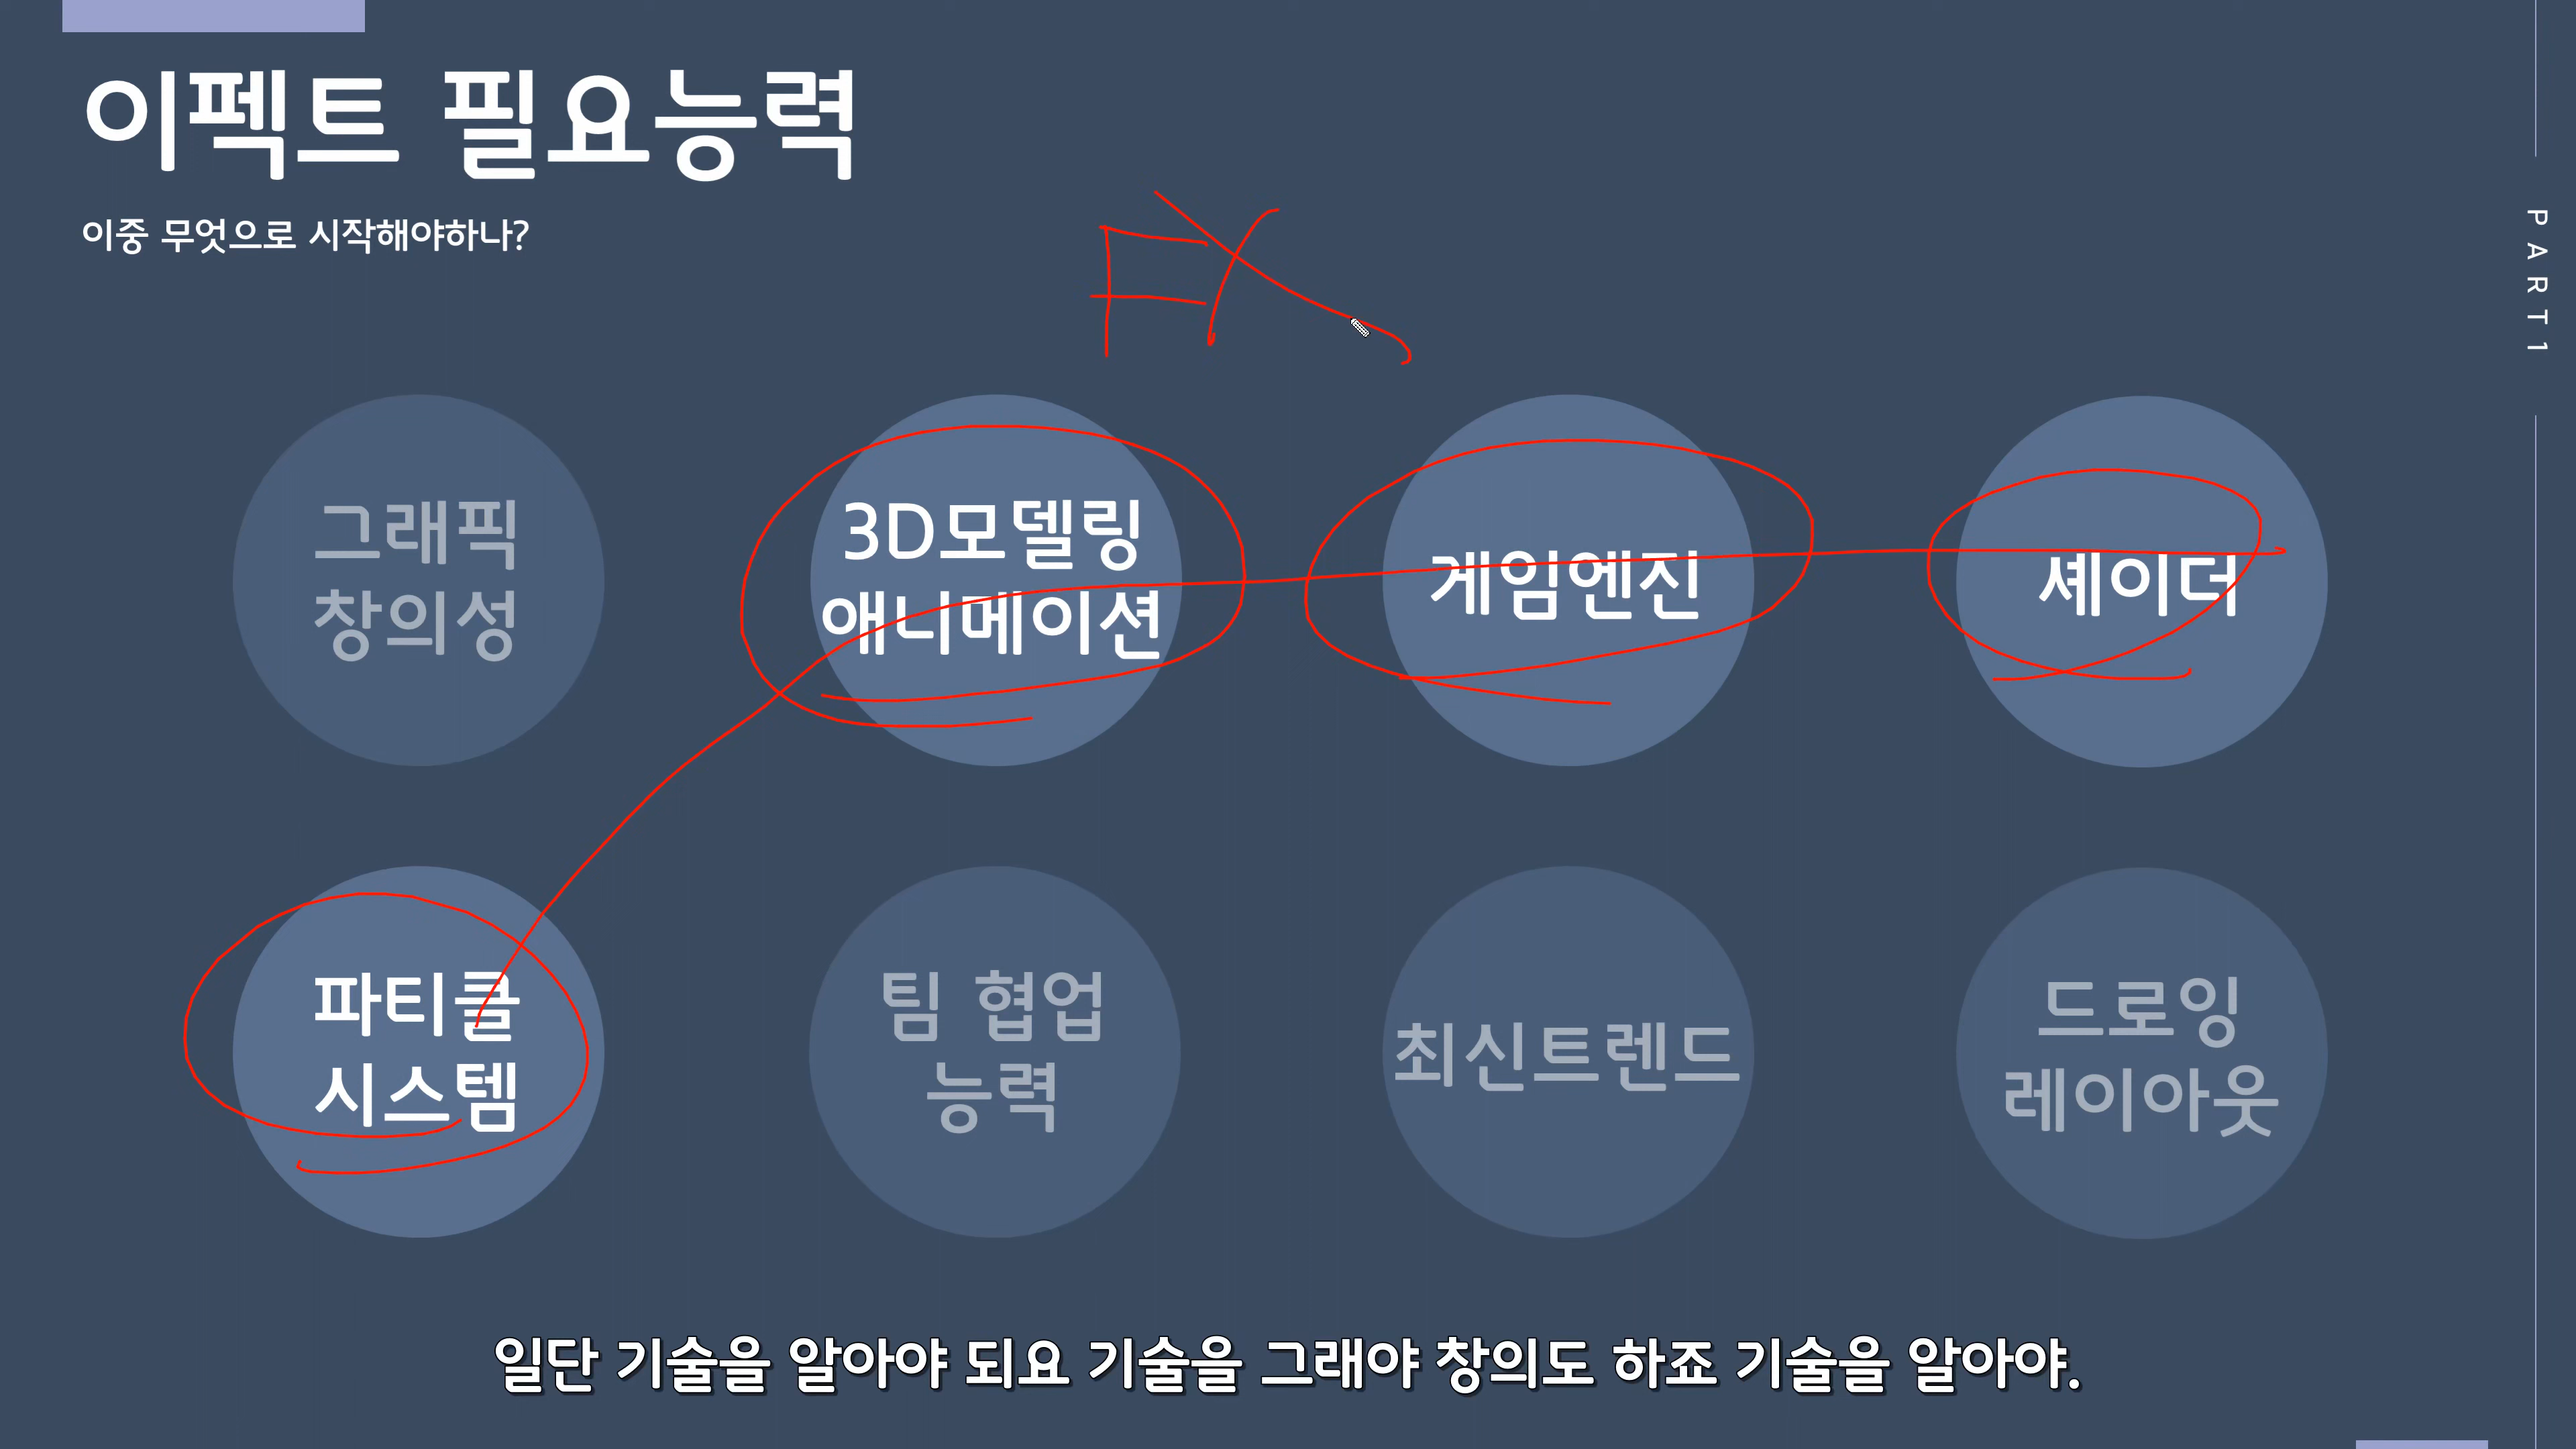 이펙트 필요능력
이중 무엇으로 시작해야하나?
PART1
그래픽
창의성
3D모델링
애니메이션
게임엔진
셰이더
파티클
시스템
팀 협업
능력
최신트렌드
드로잉
레이아웃
FX
일단 기술을 알아야 되요 기술을 그래야 창의도 하죠 기술을 알아야.